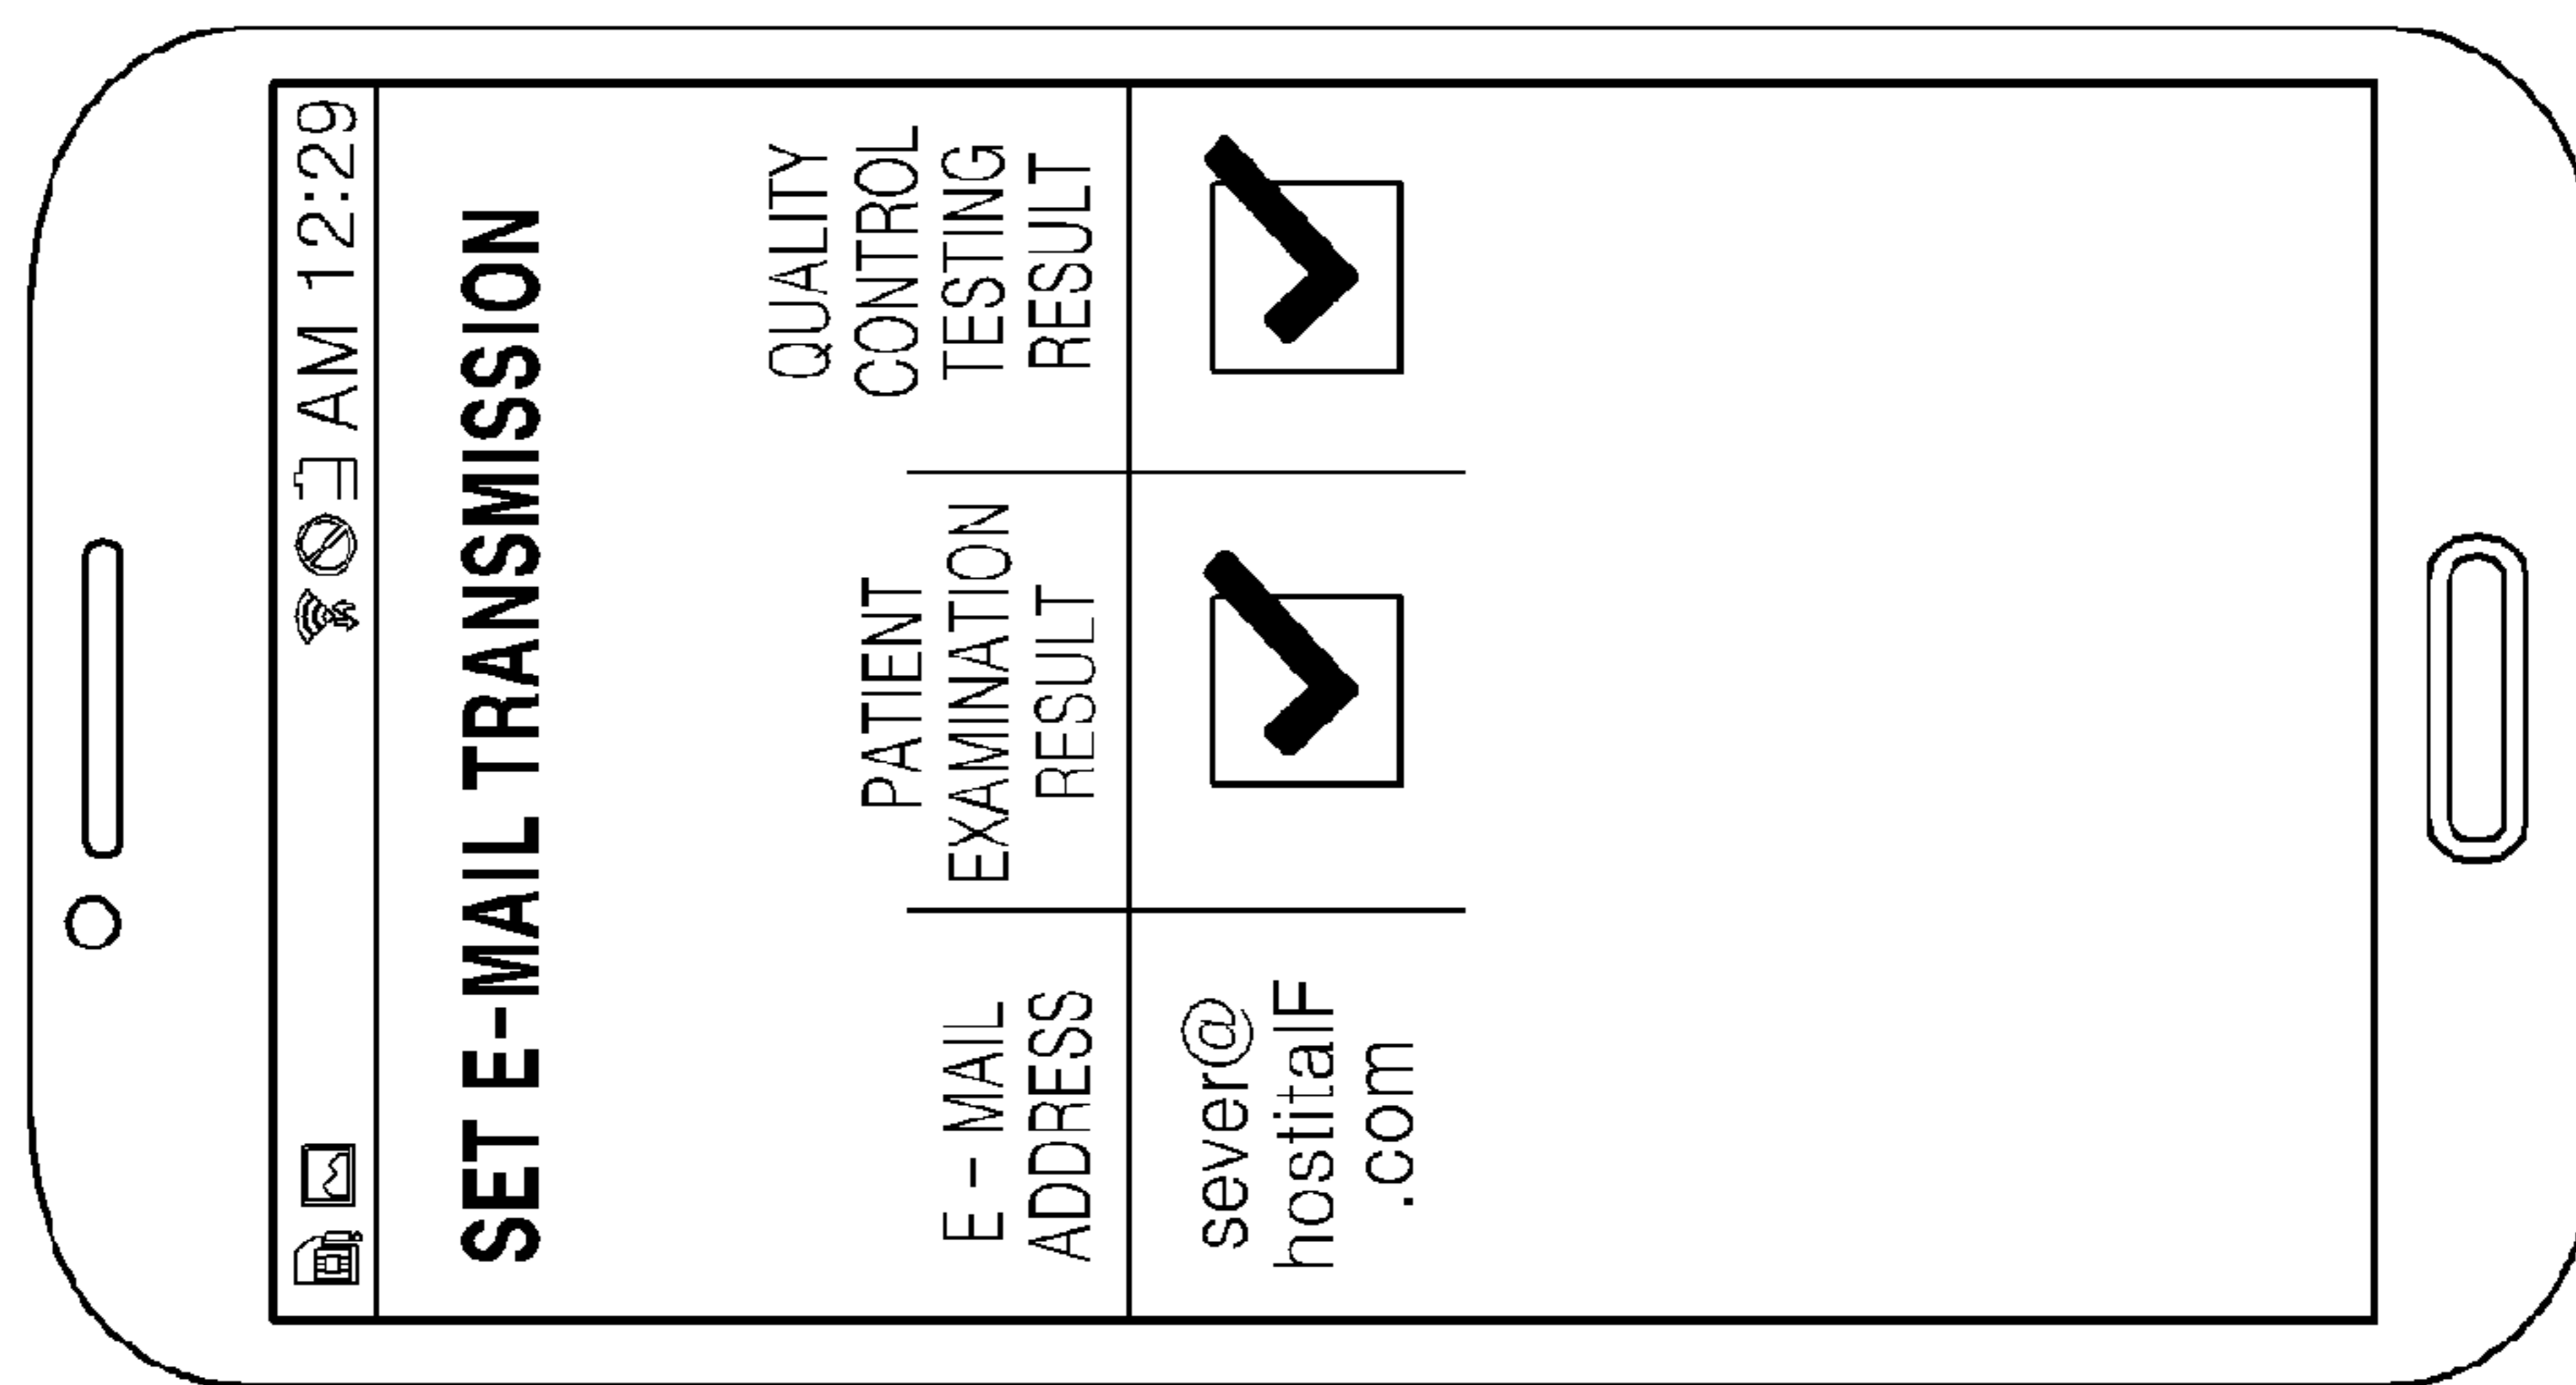 AM 12:29
SET E-MAIL TRANSMISSION
E-MAIL
ADDRESS
PATIENT
EXAMINATION
RESULT
QUALITY
CONTROL
TESTING
RESULT
sever@
hostitalF
.com